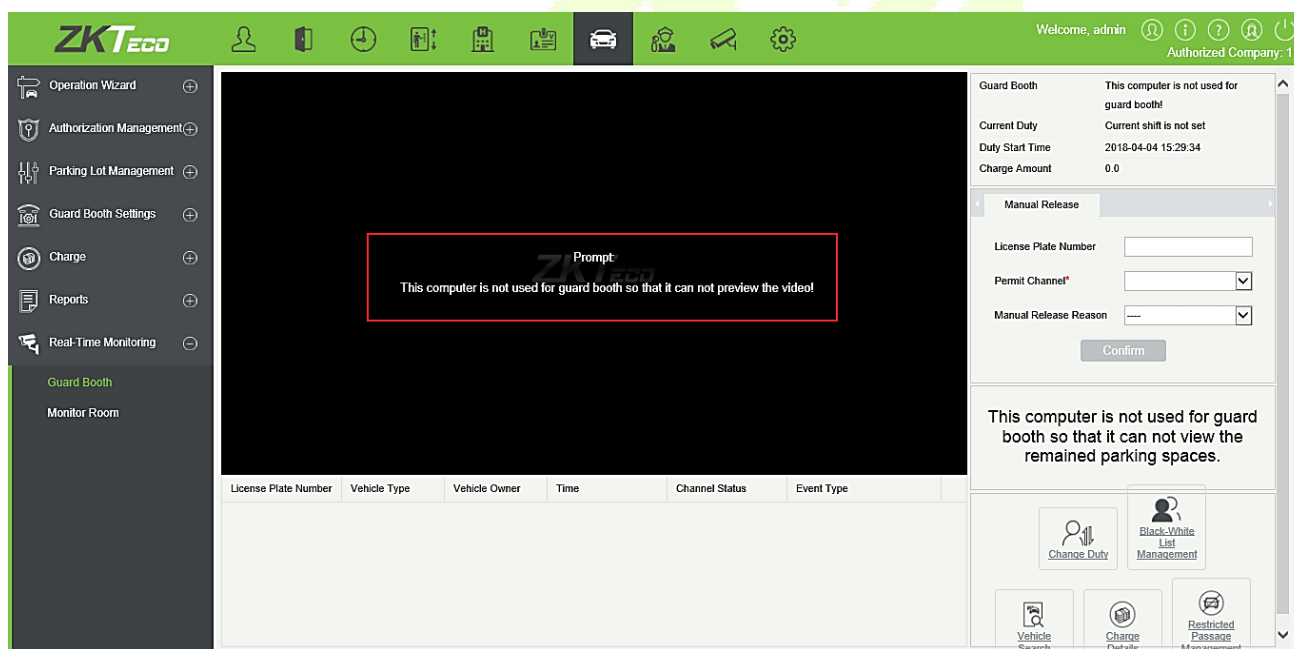 ZKTECO
Welcome, admin
Authorized Company: 1
Operation Wizard
Authorization Management
Parking Lot Management
Guard Booth Settings
Charge
Reports
Real-Time Monitoring
Guard Booth
Monitor Room
ZKTECO
Prompt:
This computer is not used for guard booth so that it can not preview the video!
License Plate Number Vehicle Type Vehicle Owner Time Channel Status Event Type
Guard Booth This computer is not used for
guard booth!
Current Duty Current shift is not set
Duty Start Time 2018-04-04 15:29:34
Charge Amount 0.0
Manual Release
License Plate Number
Permit Channel*
Manual Release Reason ----
Confirm
This computer is not used for guard
booth so that it can not view the
remained parking spaces.
Change Duty
Black-White
List
Management
Vehicle
Search
Charge
Details
Restricted
Passage
Management